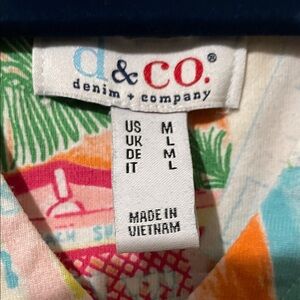 d&co.®
denim + company
US M
UK L
DE M
IT L
MADE IN
VIETNAM